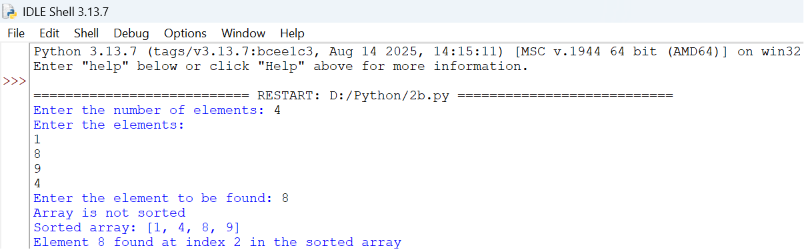 IDLE Shell 3.13.7
File Edit Shell Debug Options Window Help
Python 3.13.7 (tags/v3.13.7:bcee1c3, Aug 14 2025, 14:15:11) [MSC v.1944 64 bit (AMD64)] on win32
Enter "help" below or click "Help" above for more information.
>>>
=========================== RESTART: D:/Python/2b.py ===========================
Enter the number of elements: 4
Enter the elements:
1
8
9
4
Enter the element to be found: 8
Array is not sorted
Sorted array: [1, 4, 8, 9]
Element 8 found at index 2 in the sorted array